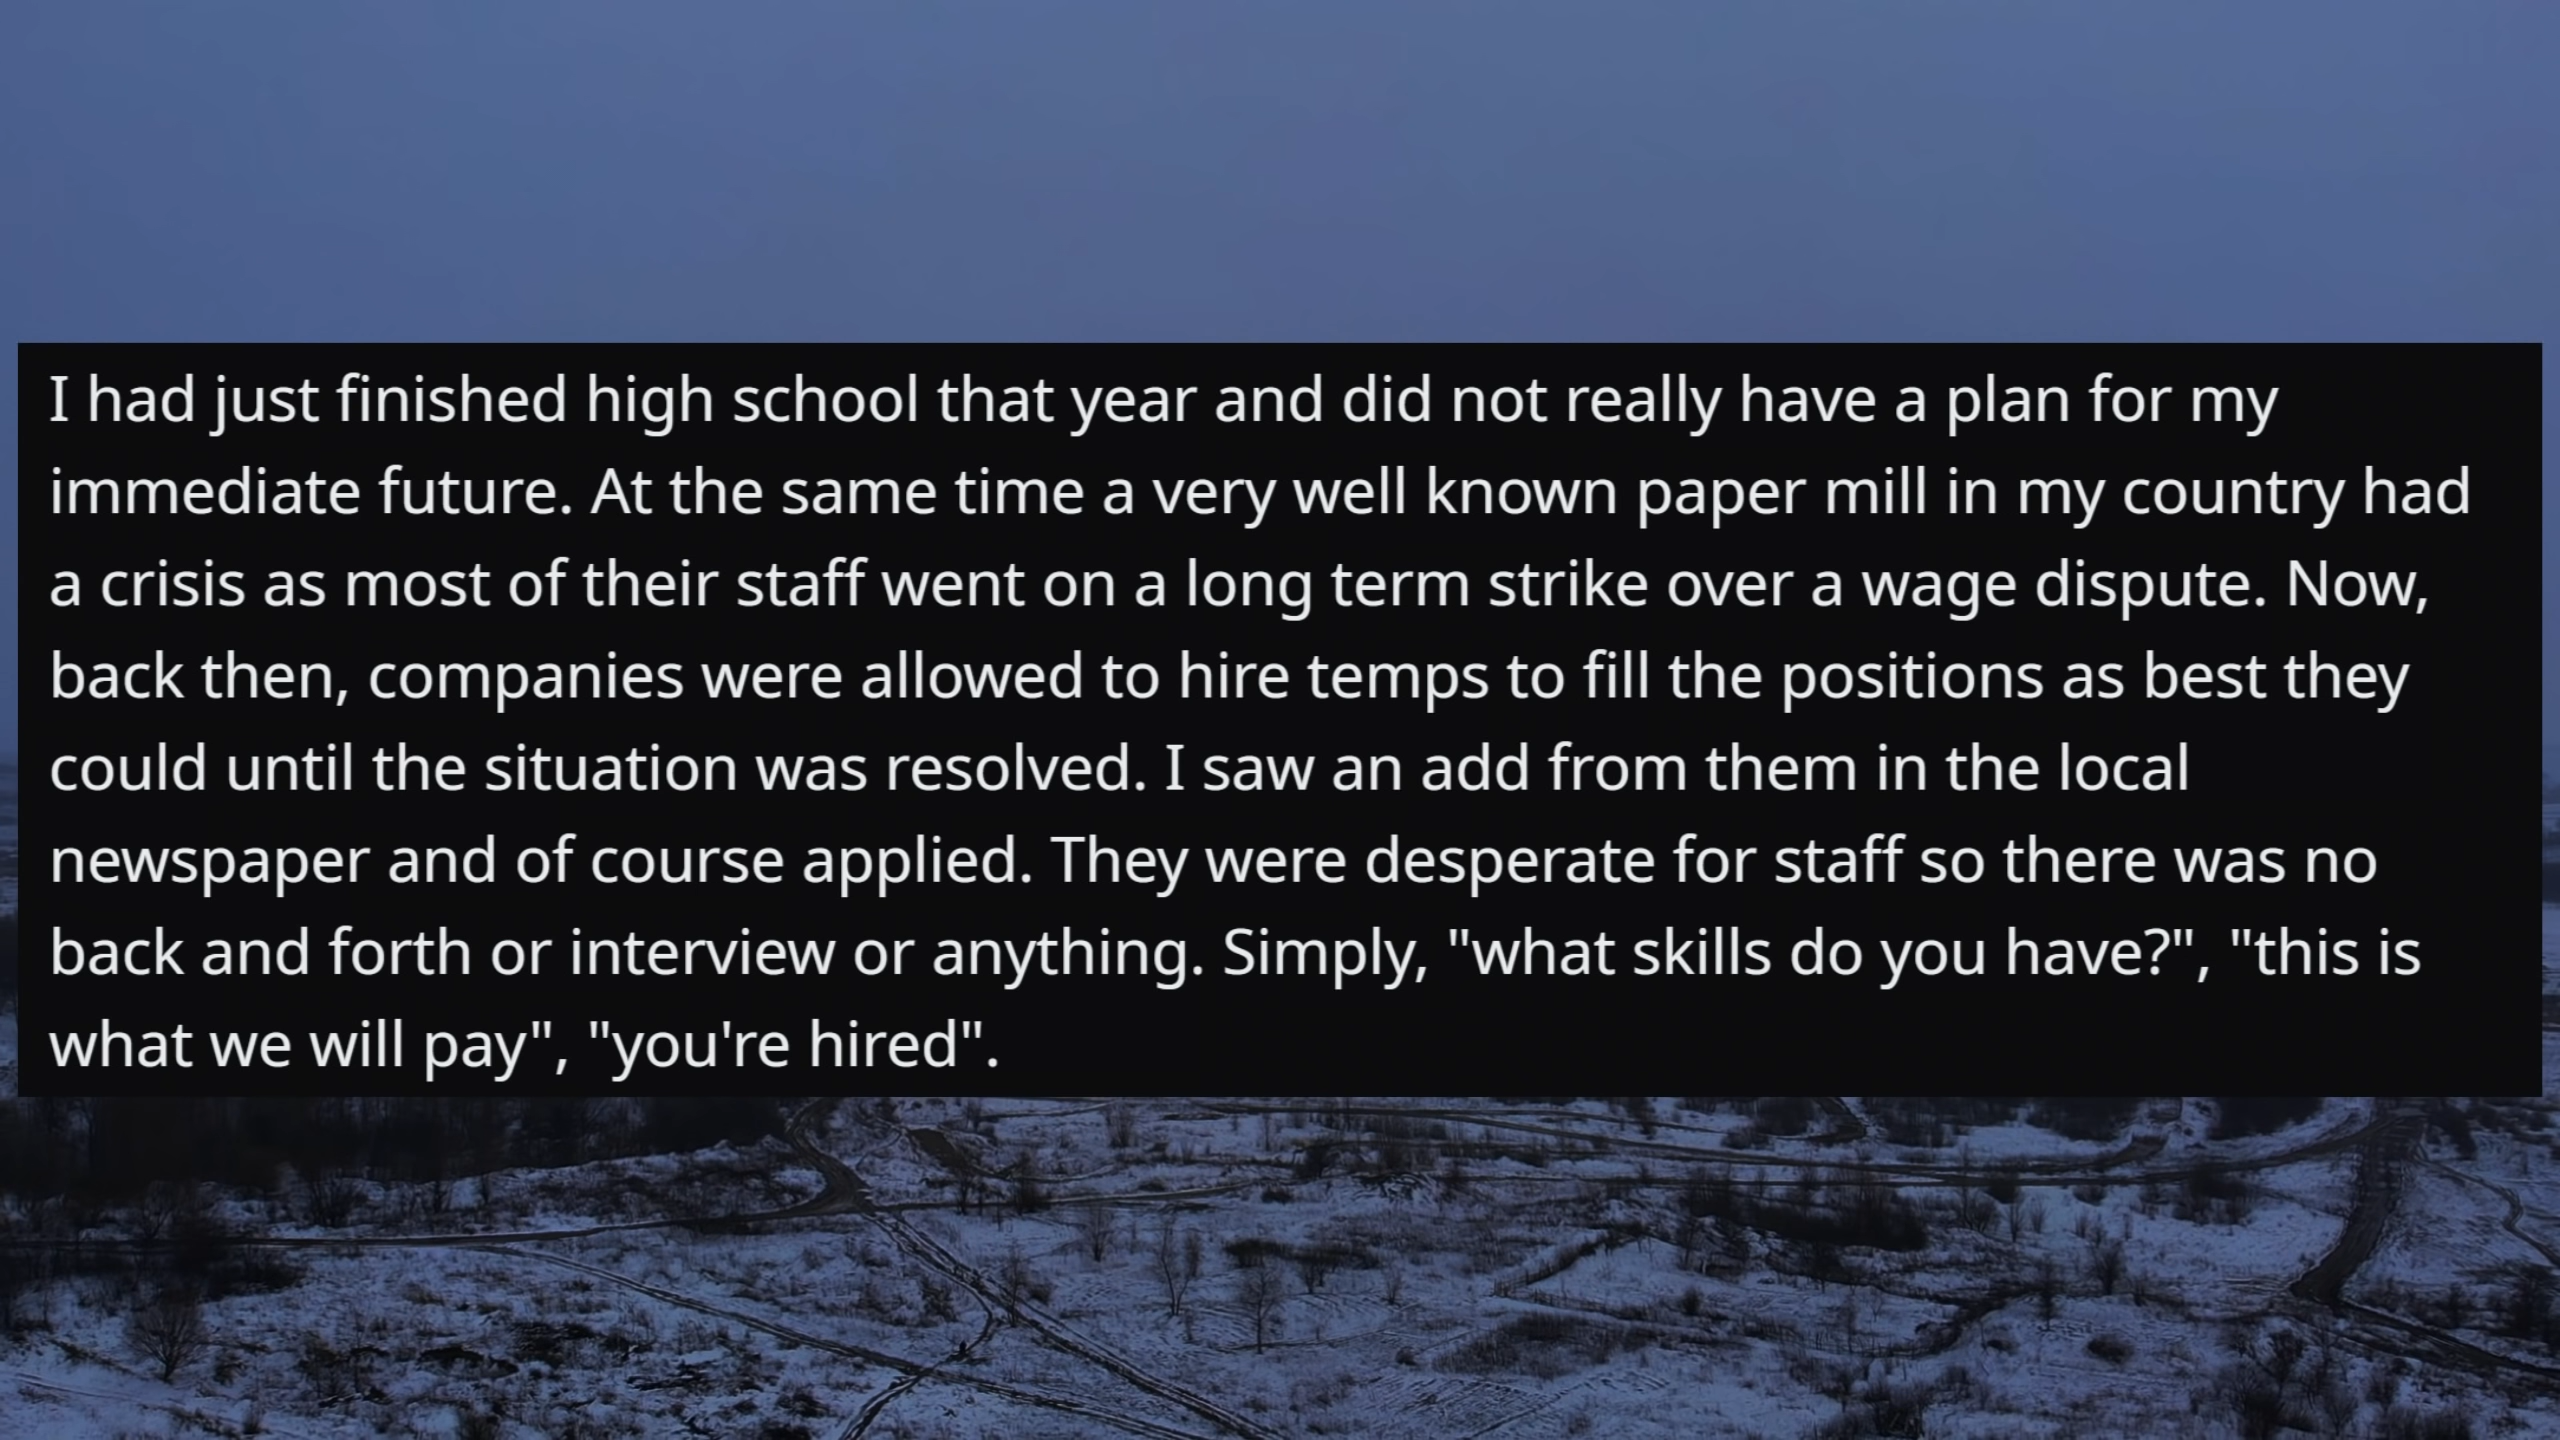 I had just finished high school that year and did not really have a plan for my
immediate future. At the same time a very well known paper mill in my country had
a crisis as most of their staff went on a long term strike over a wage dispute. Now,
back then, companies were allowed to hire temps to fill the positions as best they
could until the situation was resolved. I saw an add from them in the local
newspaper and of course applied. They were desperate for staff so there was no
back and forth or interview or anything. Simply, "what skills do you have?", "this is
what we will pay", "you're hired".